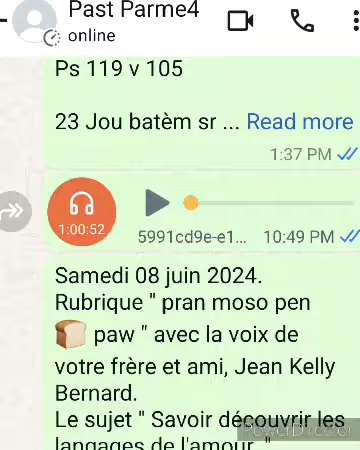 Past Parme4
online
Ps 119 v 105
23 Jou batèm sr ... Read more
1:37 PM
1:00:52
5991cd9e-e1... 10:49 PM
Samedi 08 juin 2024.
Rubrique " pran moso pen
🍞 paw " avec la voix de
votre frère et ami, Jean Kelly
Bernard.
Le sujet " Savoir découvrir les
langages de l'amour "
PowerDirector